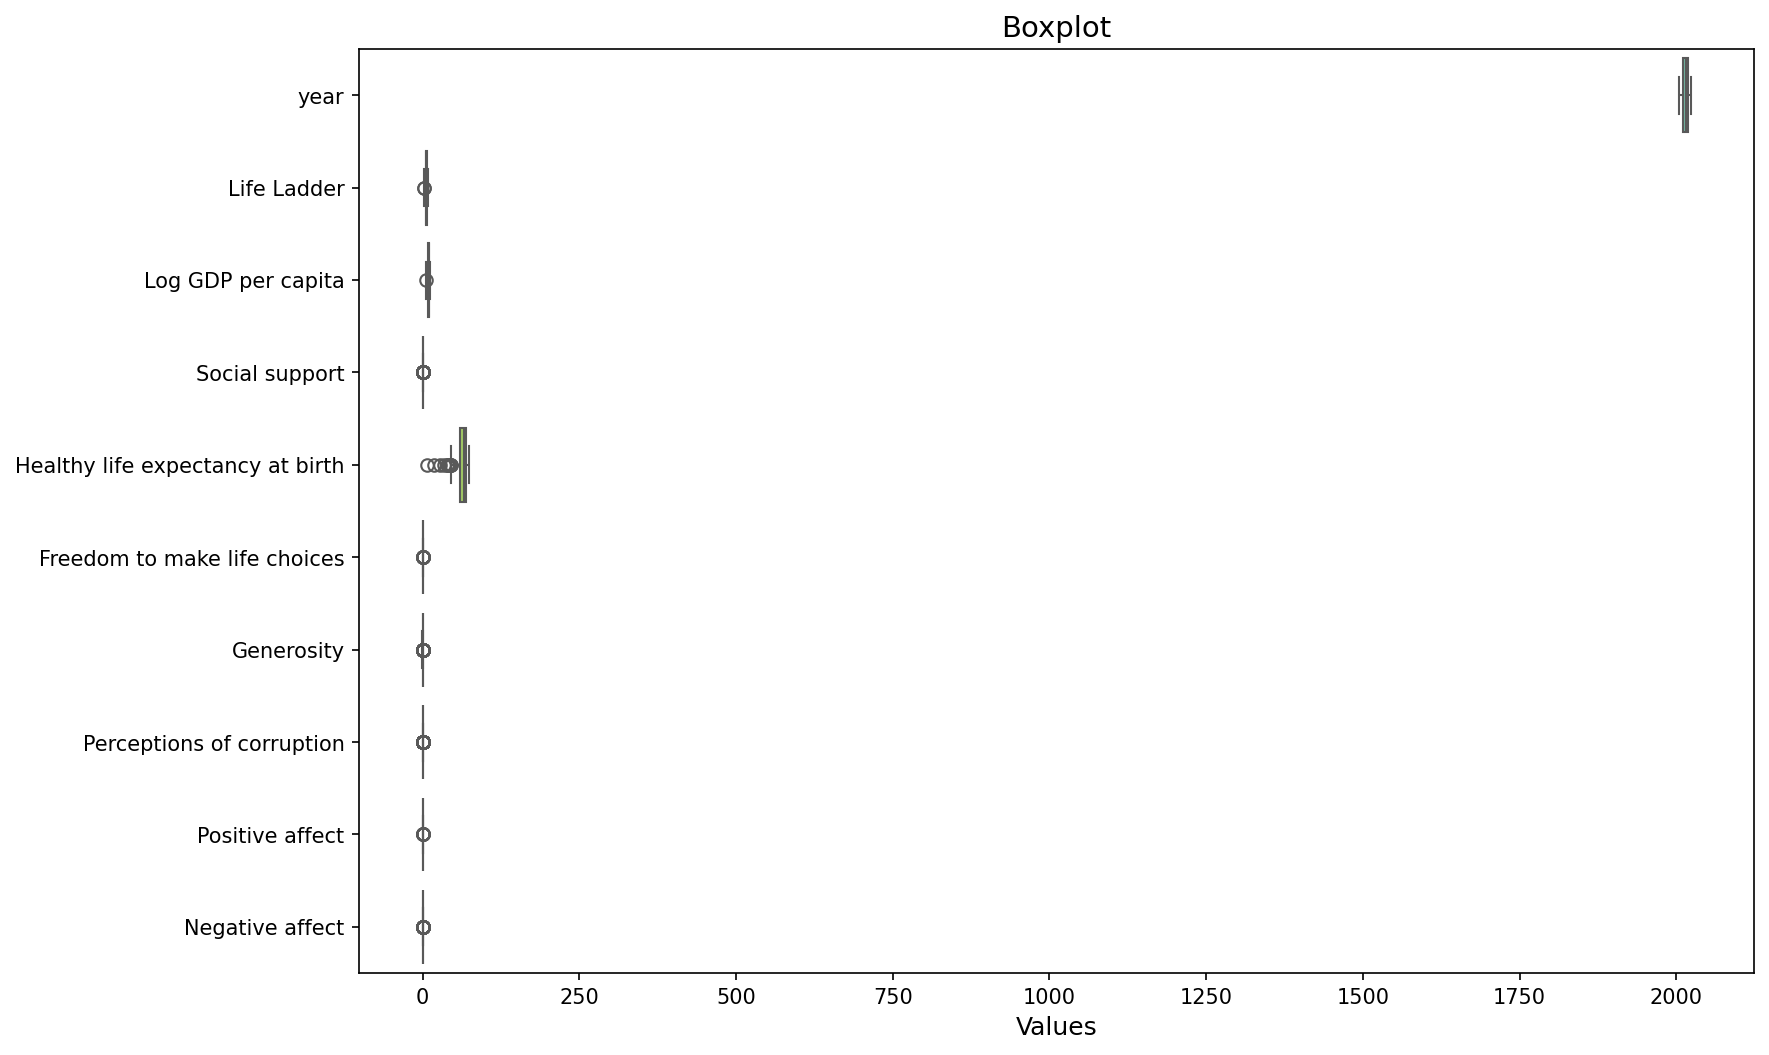 Boxplot
year
Life Ladder
Log GDP per capita
Social support
Healthy life expectancy at birth
Freedom to make life choices
Generosity
Perceptions of corruption
Positive affect
Negative affect
0 250 500 750 1000 1250 1500 1750 2000
Values